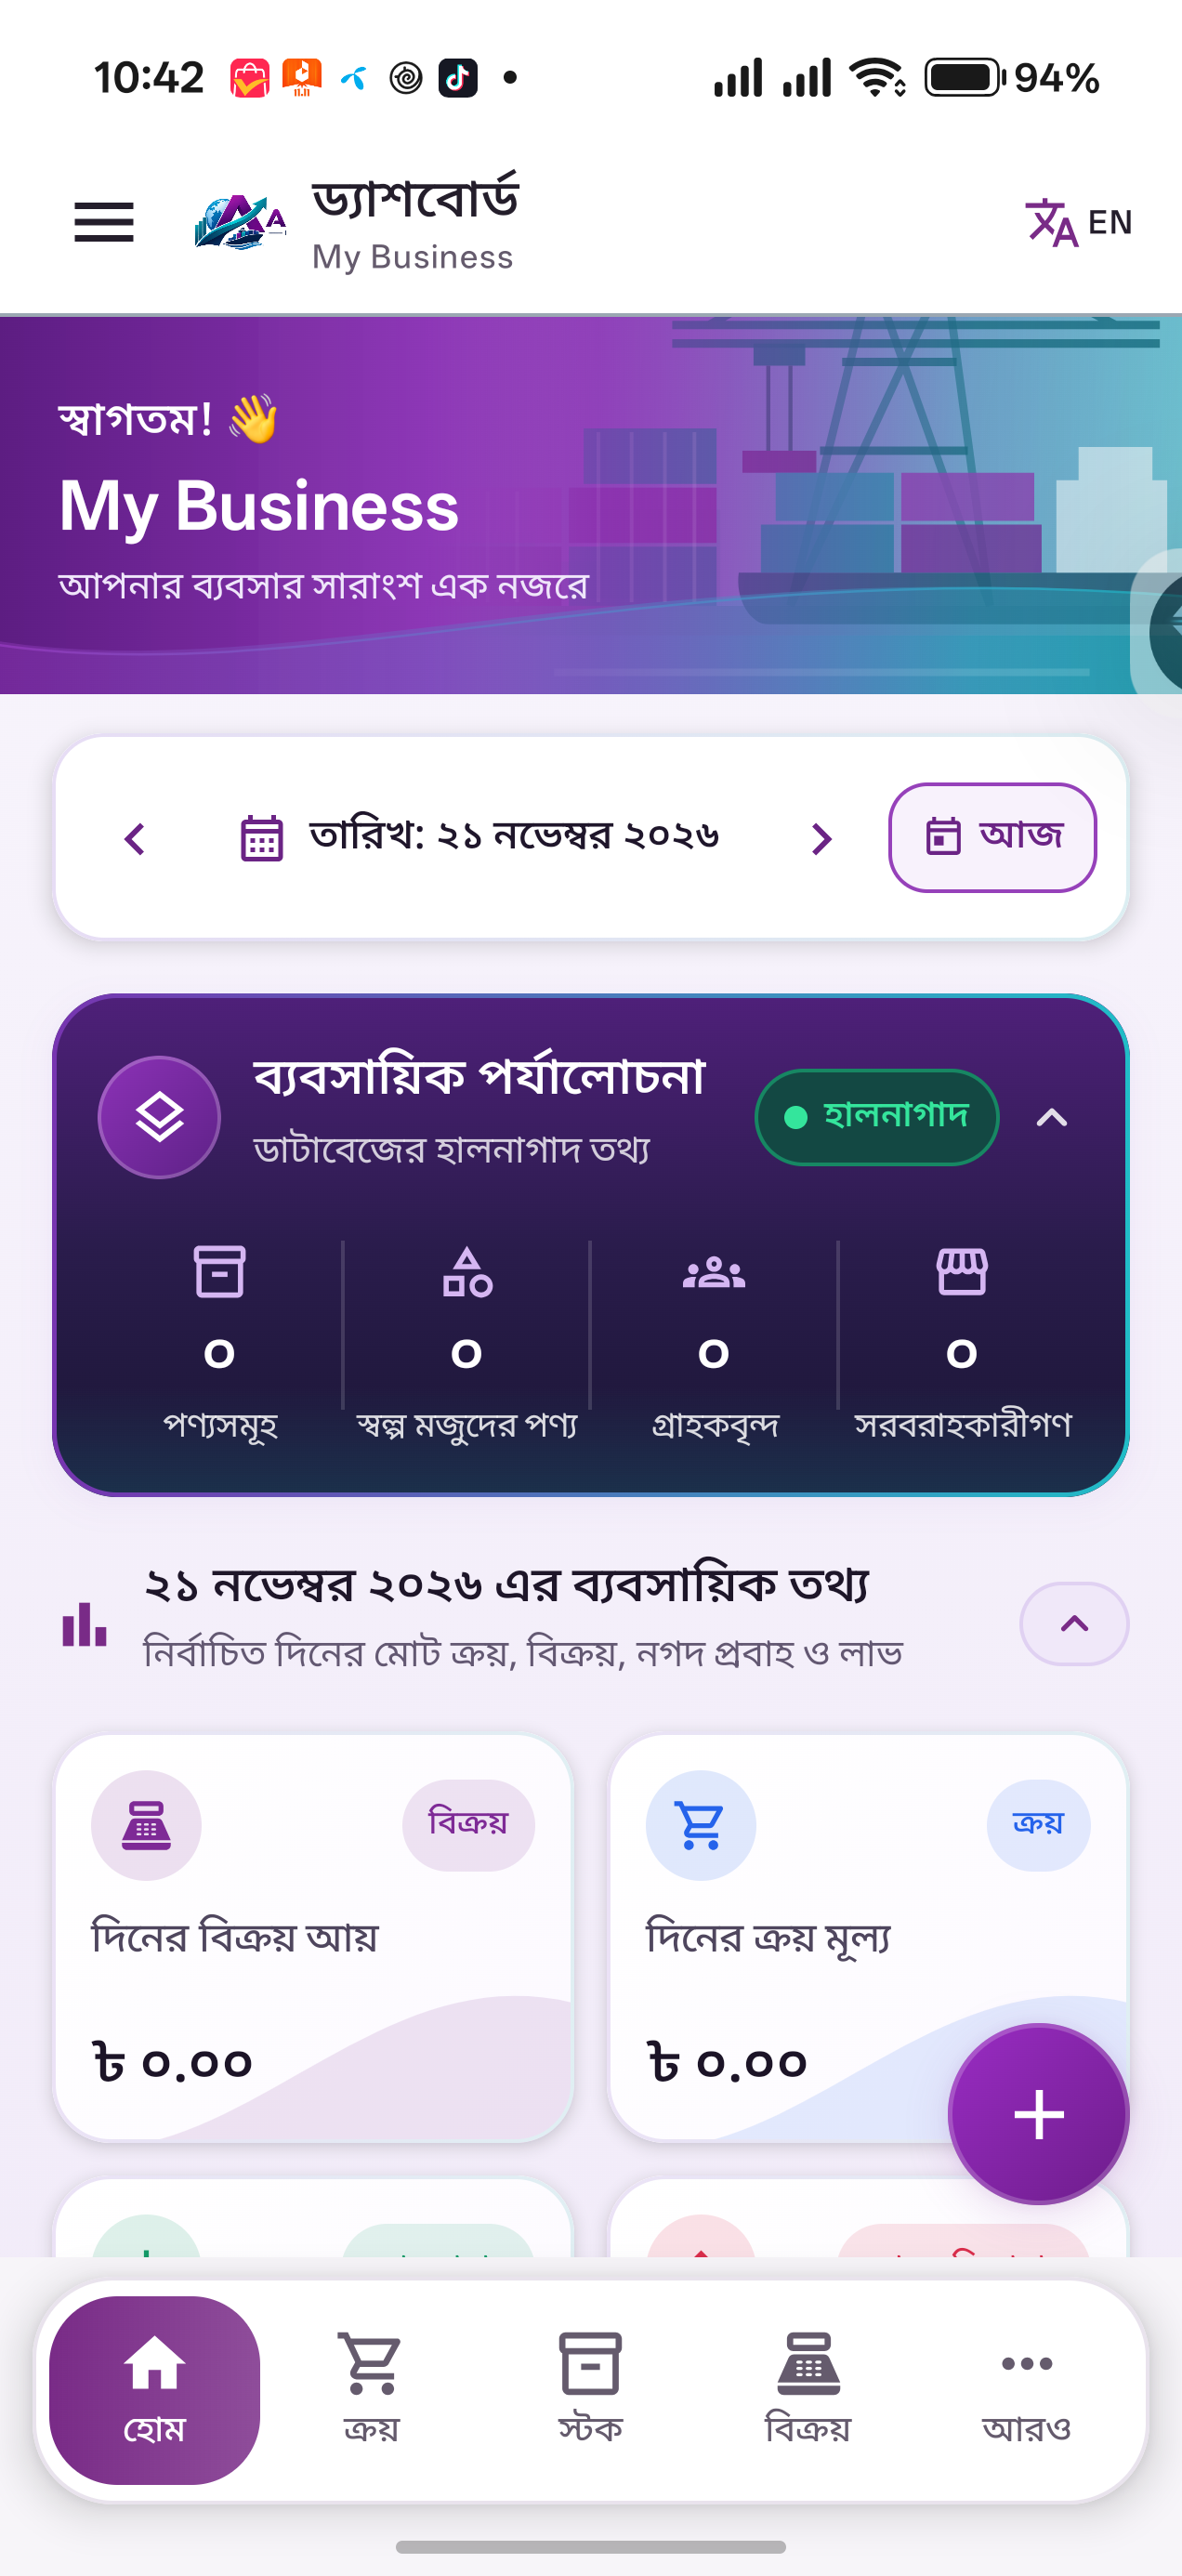 10:42
94%
ড্যাশবোর্ড
My Business
EN
স্বাগতম! 👋
My Business
আপনার ব্যবসার সারাংশ এক নজরে
তারিখ: ২১ নভেম্বর ২০২৬
আজ
ব্যবসায়িক পর্যালোচনা
ডাটাবেজের হালনাগাদ তথ্য
হালনাগাদ
০ ০ ০ ০
পণ্যসমূহ স্বল্প মজুদের পণ্য গ্রাহকবৃন্দ সরবরাহকারীগণ
২১ নভেম্বর ২০২৬ এর ব্যবসায়িক তথ্য
নির্বাচিত দিনের মোট ক্রয়, বিক্রয়, নগদ প্রবাহ ও লাভ
বিক্রয়
দিনের বিক্রয় আয়
৳ ০.০০
ক্রয়
দিনের ক্রয় মূল্য
৳ ০.০০
হোম ক্রয় স্টক বিক্রয় আরও